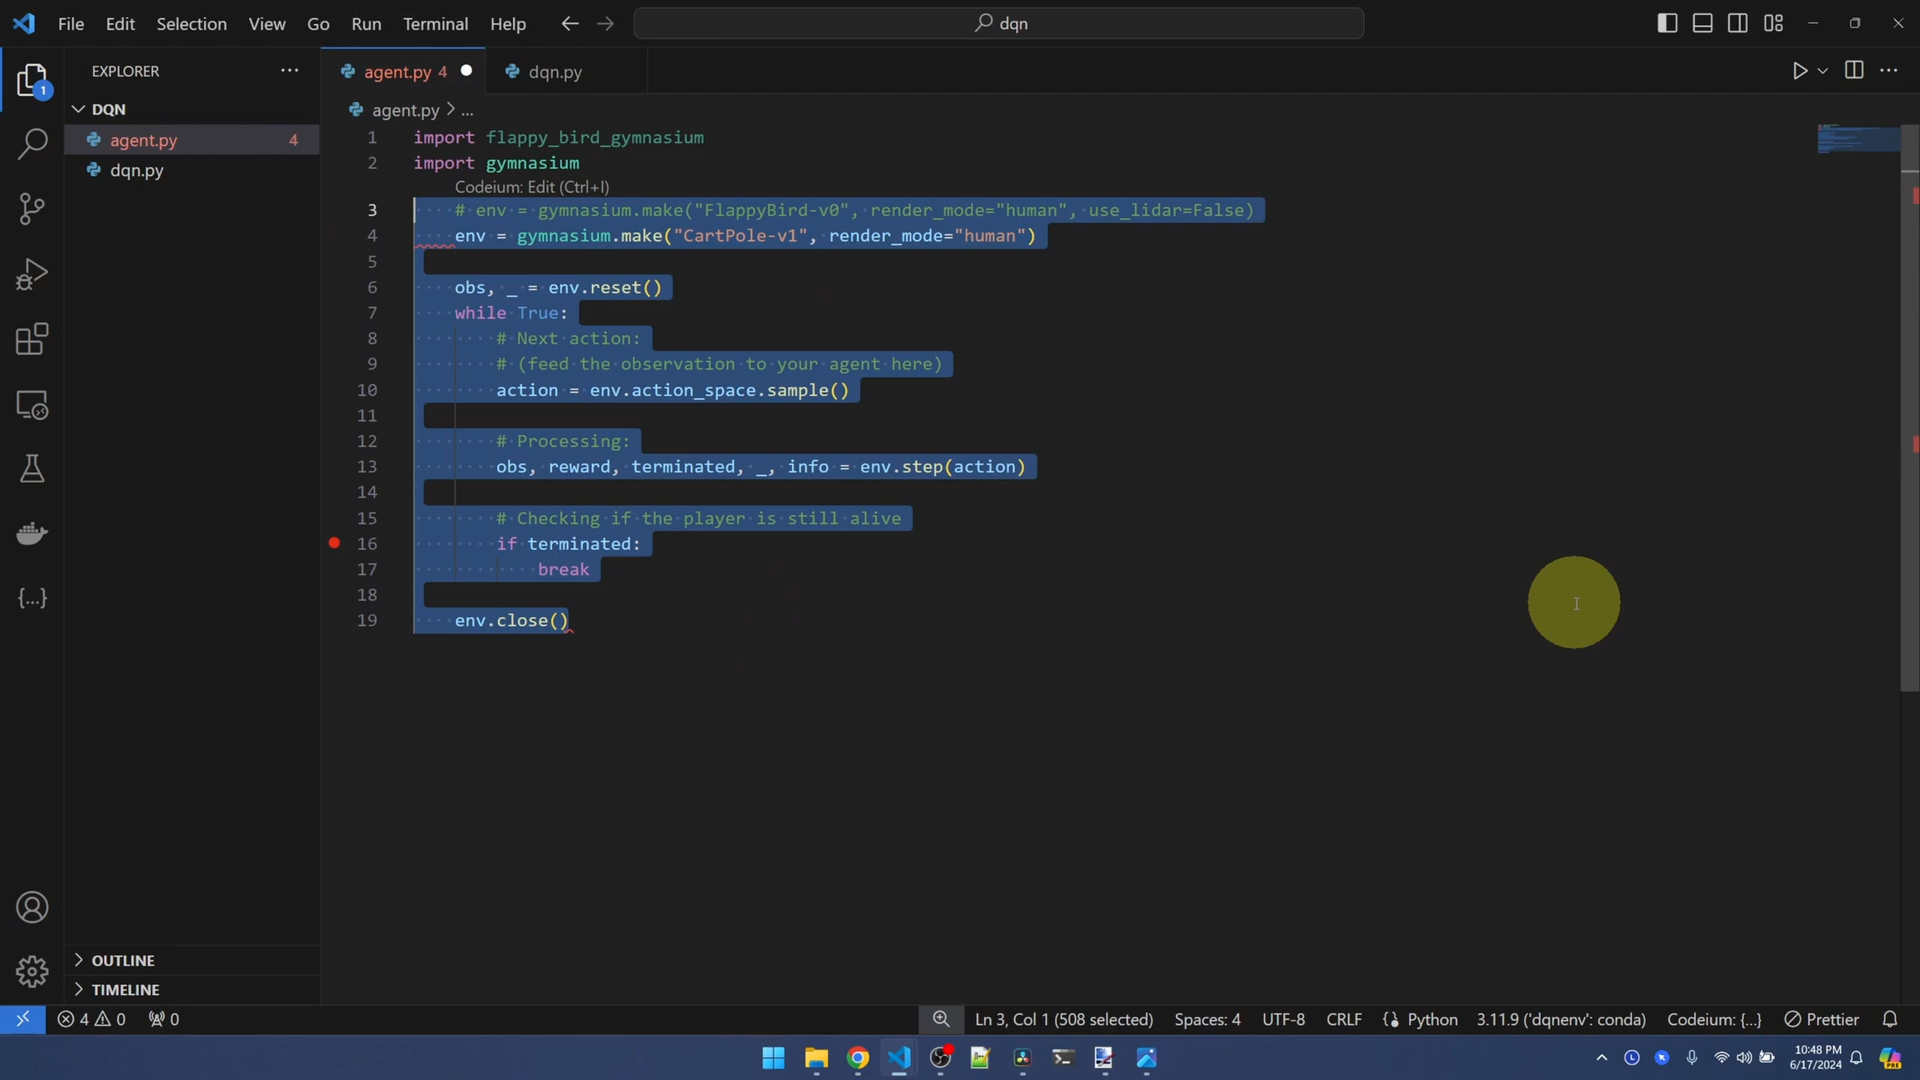 File Edit Selection View Go Run Terminal Help
dqn
EXPLORER
DQN
agent.py 4
dqn.py
OUTLINE
TIMELINE
1
agent.py 4
dqn.py
agent.py > ...
1 import flappy_bird_gymnasium
2 import gymnasium
Codeium: Edit (Ctrl+I)
3 # env = gymnasium.make("FlappyBird-v0", render_mode="human", use_lidar=False)
4 env = gymnasium.make("CartPole-v1", render_mode="human")
5
6 obs, _ = env.reset()
7 while True:
8 # Next action:
9 # (feed the observation to your agent here)
10 action = env.action_space.sample()
11
12 # Processing:
13 obs, reward, terminated, _, info = env.step(action)
14
15 # Checking if the player is still alive
16 if terminated:
17 break
18
19 env.close()
4 0 0
Ln 3, Col 1 (508 selected) Spaces: 4 UTF-8 CRLF Python 3.11.9 ('dqnenv': conda) Codeium: {...} Prettier
10:48 PM
6/17/2024
PRE